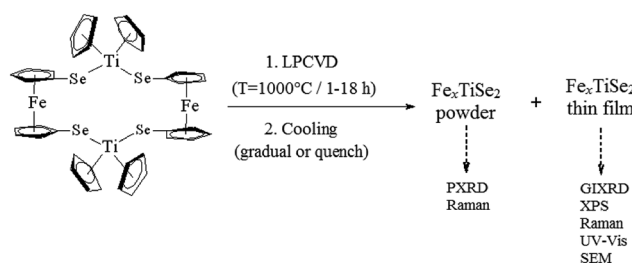 Ti
Se Se
Fe Fe
Se Se
Ti
1. LPCVD
(T=1000°C / 1-18 h)
2. Cooling
(gradual or quench)
FeₓTiSe₂
powder
+
FeₓTiSe₂
thin film
PXRD
Raman
GIXRD
XPS
Raman
UV-Vis
SEM